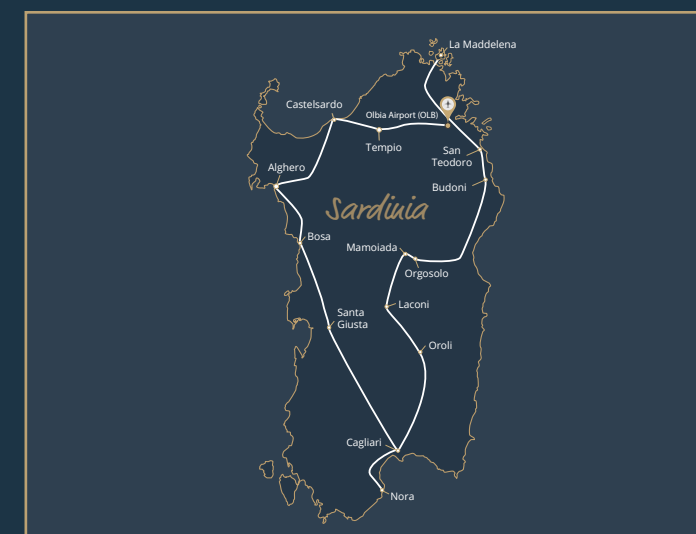 La Maddelena
Castelsardo
Olbia Airport (OLB)
Tempio
San
Teodoro
Alghero
Budoni
Sardinia
Bosa
Mamoiada
Orgosolo
Laconi
Santa
Giusta
Oroli
Cagliari
Nora